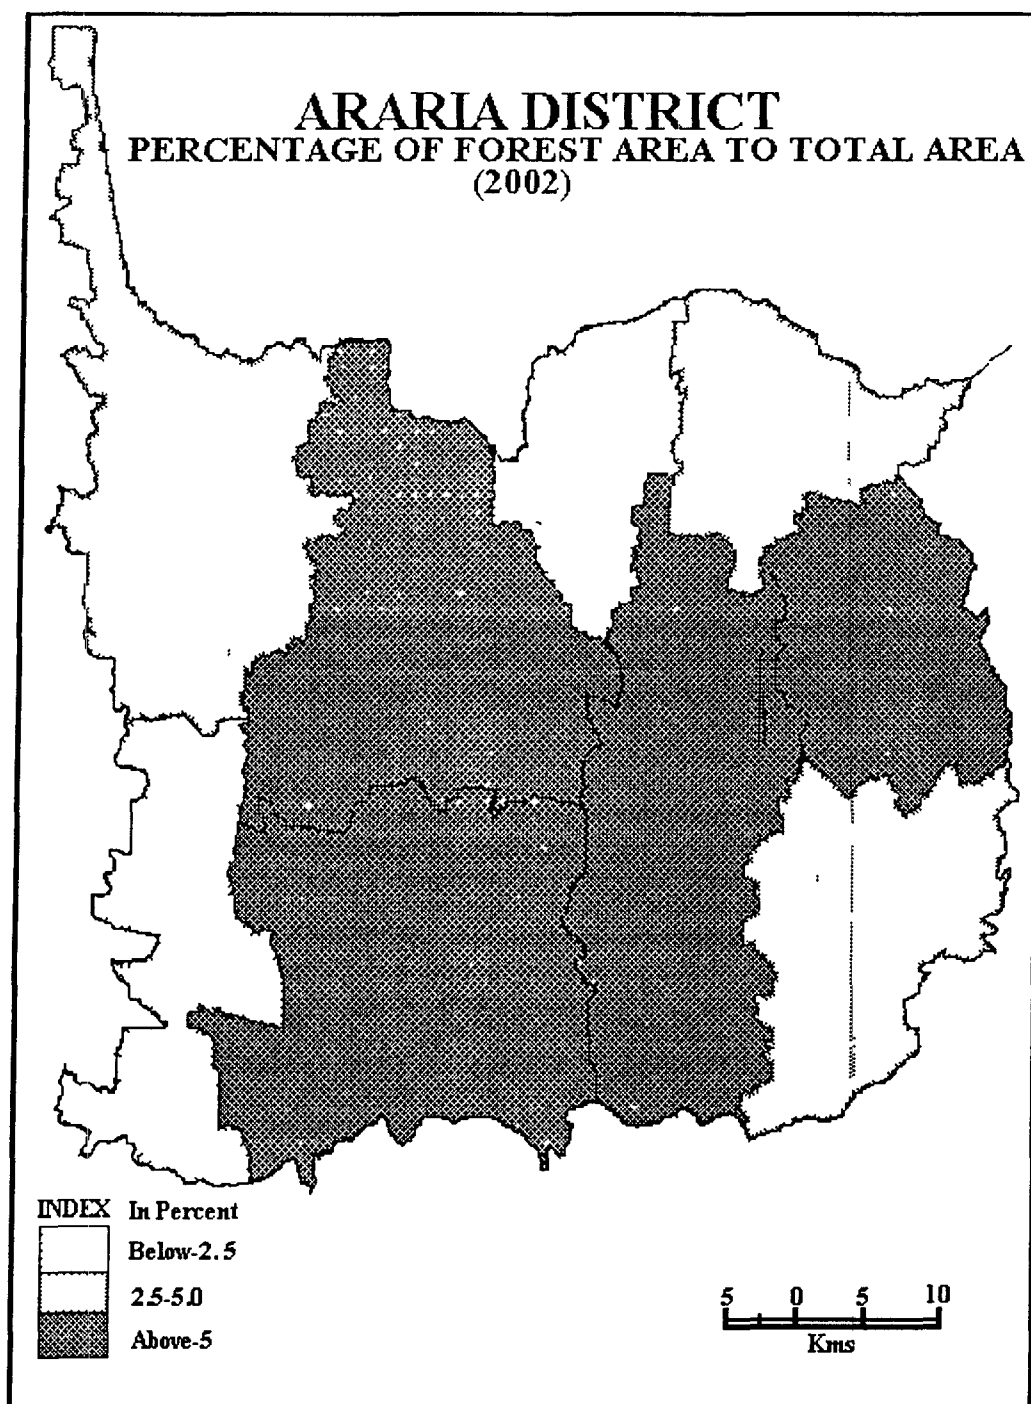 ARARIA DISTRICT
PERCENTAGE OF FOREST AREA TO TOTAL AREA
(2002)
INDEX In Percent
Below-2.5
2.5-5.0
Above-5
5 0 5 10
Kms